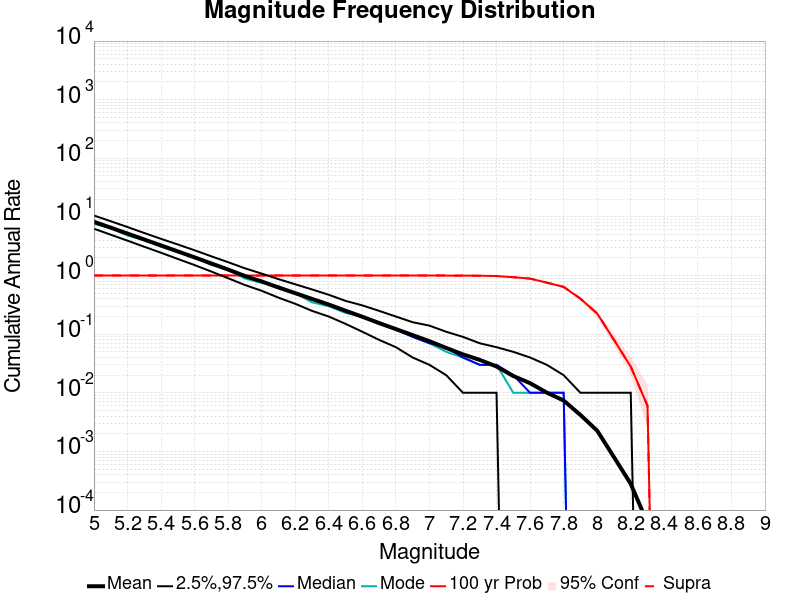 Magnitude Frequency Distribution
Cumulative Annual Rate
10^4
10^3
10^2
10^1
10^0
10^-1
10^-2
10^-3
10^-4
5 5.2 5.4 5.6 5.8 6 6.2 6.4 6.6 6.8 7 7.2 7.4 7.6 7.8 8 8.2 8.4 8.6 8.8 9
Magnitude
Mean 2.5%,97.5% Median Mode 100 yr Prob 95% Conf Supra